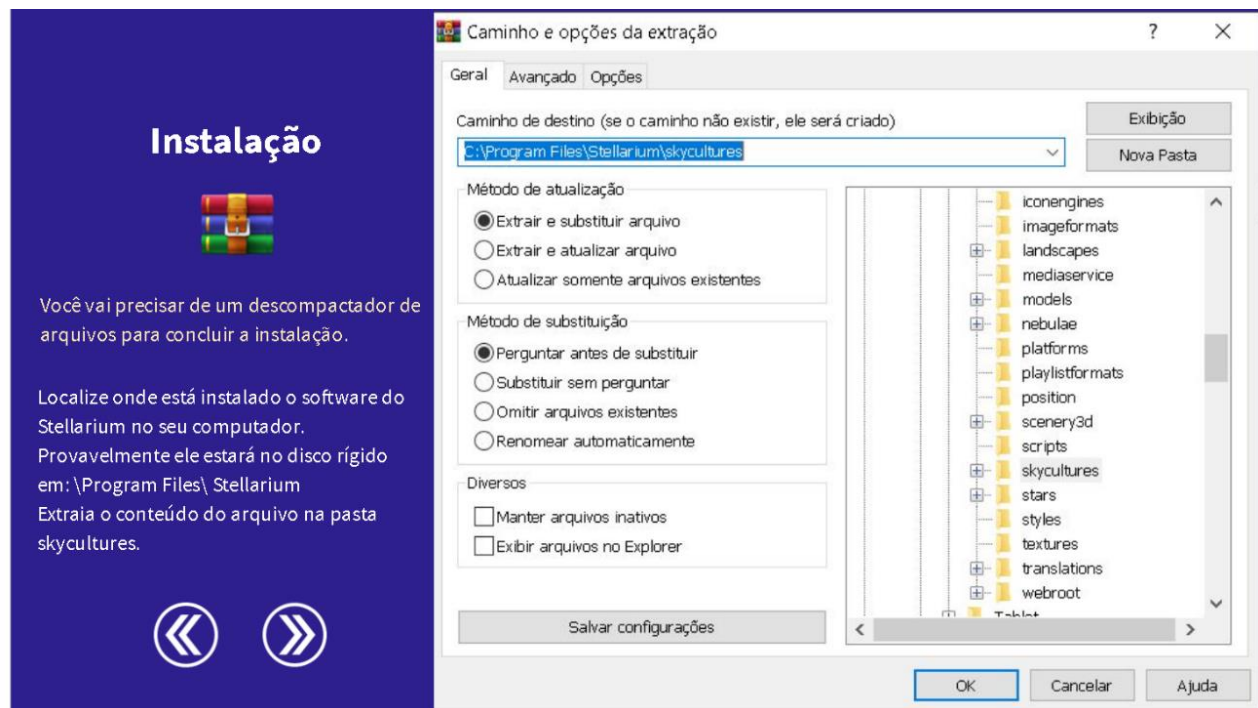 Instalação
Você vai precisar de um descompactador de
arquivos para concluir a instalação.
Localize onde está instalado o software do
Stellarium no seu computador.
Provavelmente ele estará no disco rígido
em: \Program Files\ Stellarium
Extraia o conteúdo do arquivo na pasta
skycultures.
Caminho e opções da extração
?
Geral Avançado Opções
Caminho de destino (se o caminho não existir, ele será criado)
C:\Program Files\Stellarium\skycultures
Exibição
Nova Pasta
Método de atualização
Extrair e substituir arquivo
Extrair e atualizar arquivo
Atualizar somente arquivos existentes
Método de substituição
Perguntar antes de substituir
Substituir sem perguntar
Omitir arquivos existentes
Renomear automaticamente
Diversos
Manter arquivos inativos
Exibir arquivos no Explorer
Salvar configurações
iconengines
imageformats
landscapes
mediaservice
models
nebulae
platforms
playlistformats
position
scenery3d
scripts
skycultures
stars
styles
textures
translations
webroot
OK Cancelar Ajuda